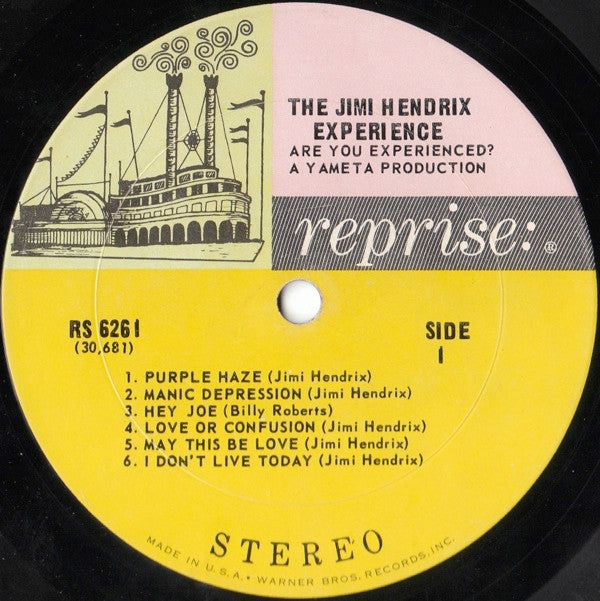 THE JIMI HENDRIX
EXPERIENCE
ARE YOU EXPERIENCED?
A YAMETA PRODUCTION
reprise: ®
RS 6261
(30,681)
SIDE
1
1. PURPLE HAZE (Jimi Hendrix)
2. MANIC DEPRESSION (Jimi Hendrix)
3. HEY JOE (Billy Roberts)
4. LOVE OR CONFUSION (Jimi Hendrix)
5. MAY THIS BE LOVE (Jimi Hendrix)
6. I DON'T LIVE TODAY (Jimi Hendrix)
STEREO
MADE IN U.S.A. • WARNER BROS. RECORDS, INC.